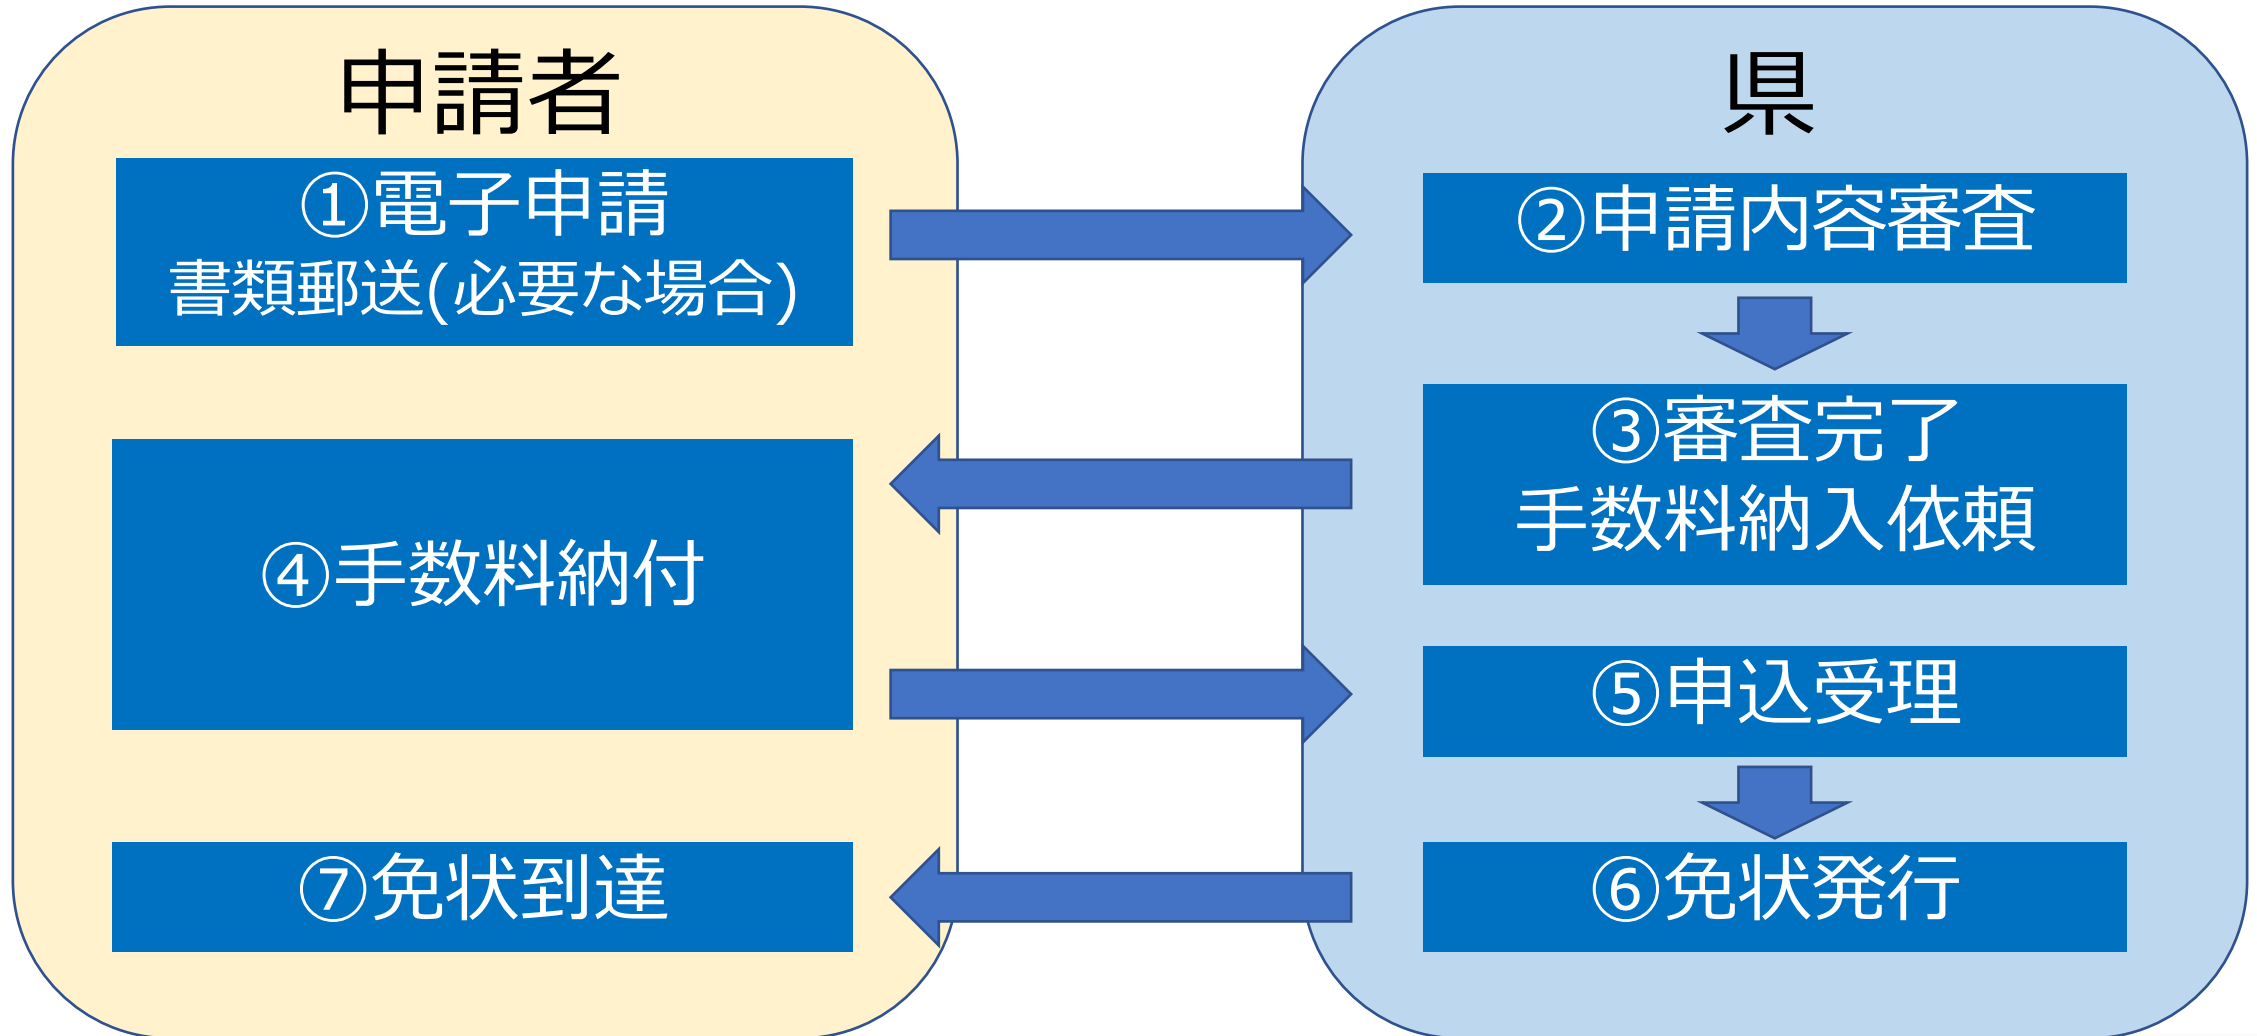 申請者
①電子申請
書類郵送(必要な場合)
④手数料納付
⑦免状到達
県
②申請内容審査
③審査完了
手数料納入依頼
⑤申込受理
⑥免状発行